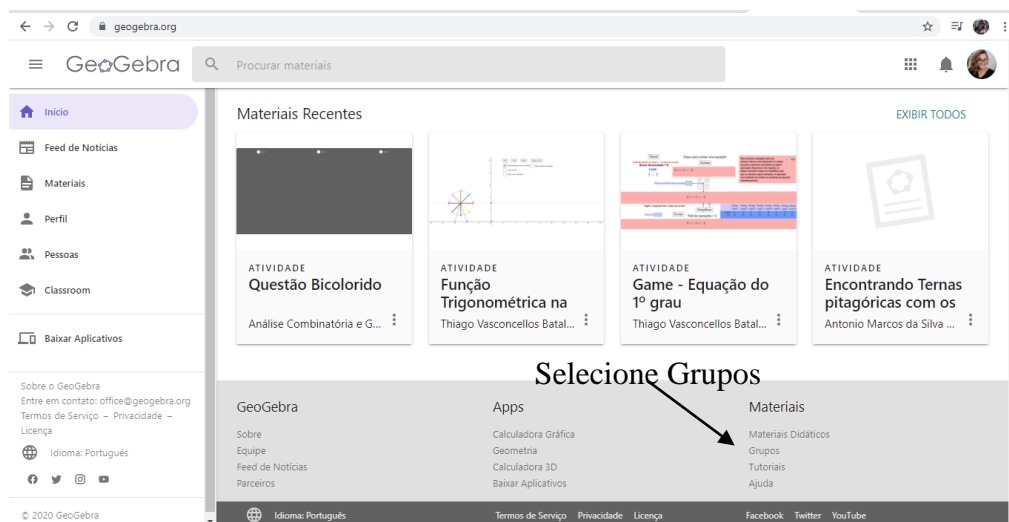 geogebra.org
GeoGebra
Procurar materiais
Início
Feed de Notícias
Materiais
Perfil
Pessoas
Classroom
Baixar Aplicativos
Sobre o GeoGebra
Entre em contato: office@geogebra.org
Termos de Serviço – Privacidade –
Licença
Idioma: Português
© 2020 GeoGebra
Materiais Recentes
EXIBIR TODOS
ATIVIDADE
Questão Bicolorido
Análise Combinatória e G...
ATIVIDADE
Função
Trigonométrica na
Thiago Vasconcellos Batal...
ATIVIDADE
Game - Equação do
1º grau
Thiago Vasconcellos Batal...
ATIVIDADE
Encontrando Ternas
pitagóricas com os
Antonio Marcos da Silva ...
Selecione Grupos
GeoGebra
Sobre
Equipe
Feed de Notícias
Parceiros
Apps
Calculadora Gráfica
Geometria
Calculadora 3D
Baixar Aplicativos
Materiais
Materiais Didáticos
Grupos
Tutoriais
Ajuda
Idioma: Português
Termos de Serviço Privacidade Licença
Facebook Twitter YouTube